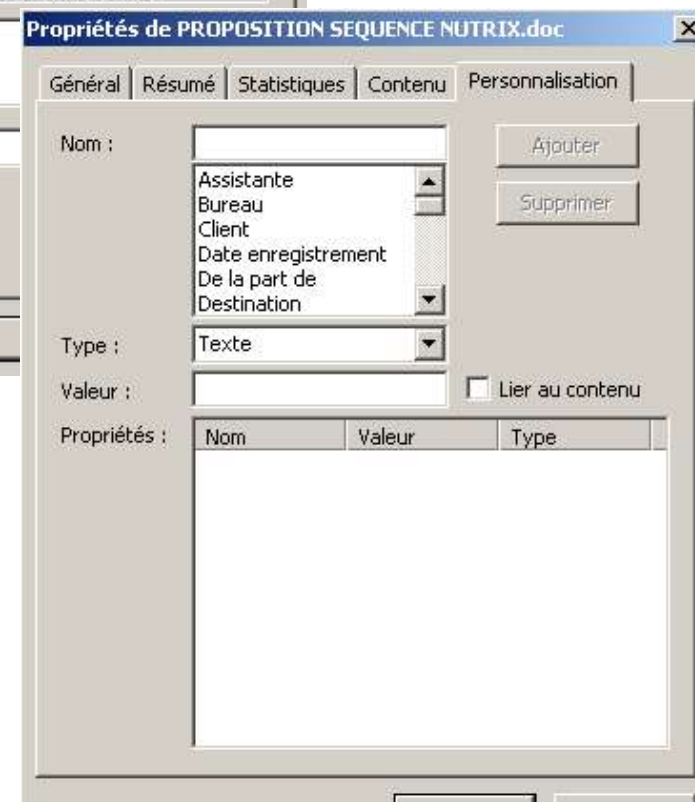 Propriétés de PROPOSITION SEQUENCE NUTRIX.doc
Général Résumé Statistiques Contenu Personnalisation
Nom :
Ajouter
Assistante
Supprimer
Bureau
Client
Date enregistrement
De la part de
Destination
Type : Texte
Valeur : Lier au contenu
Propriétés : Nom Valeur Type